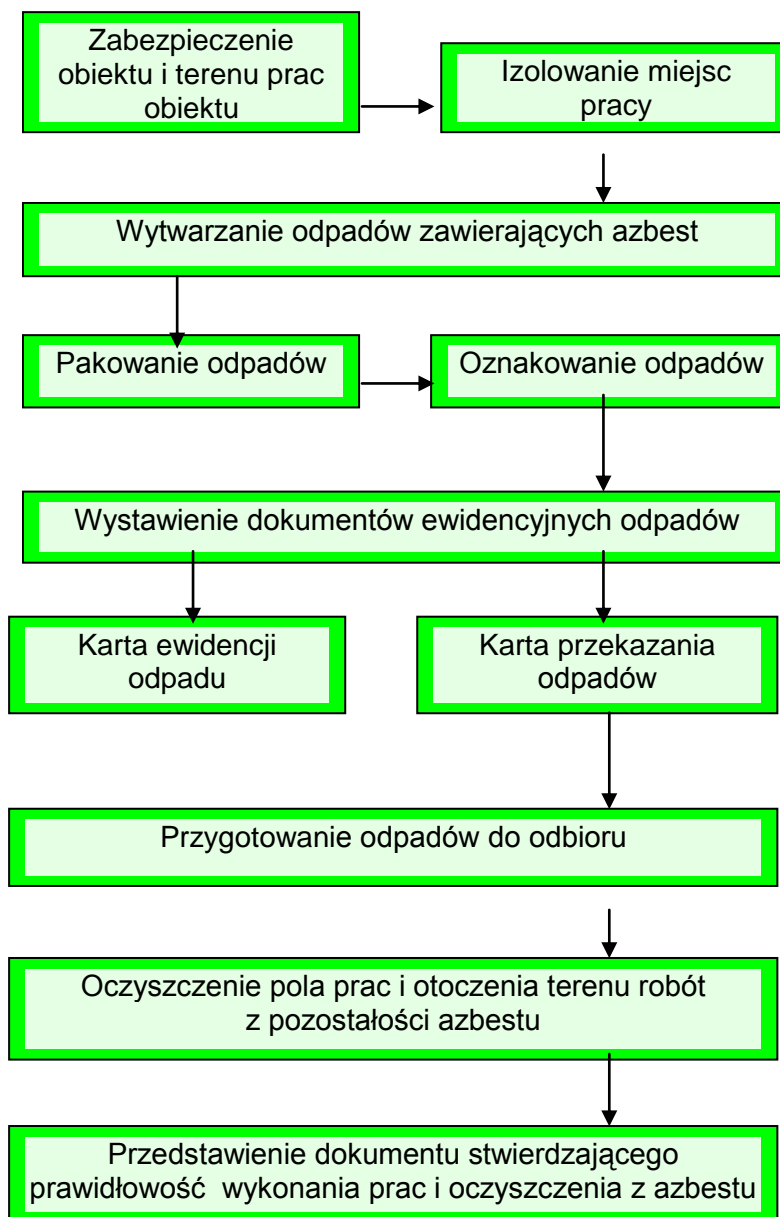 Zabezpieczenie
obiektu i terenu prac
obiektu
Izolowanie miejsc
pracy
Wytwarzanie odpadów zawierających azbest
Pakowanie odpadów
Oznakowanie odpadów
Wystawienie dokumentów ewidencyjnych odpadów
Karta ewidencji
odpadu
Karta przekazania
odpadów
Przygotowanie odpadów do odbioru
Oczyszczenie pola prac i otoczenia terenu robót
z pozostałości azbestu
Przedstawienie dokumentu stwierdzającego
prawidłowość wykonania prac i oczyszczenia z azbestu